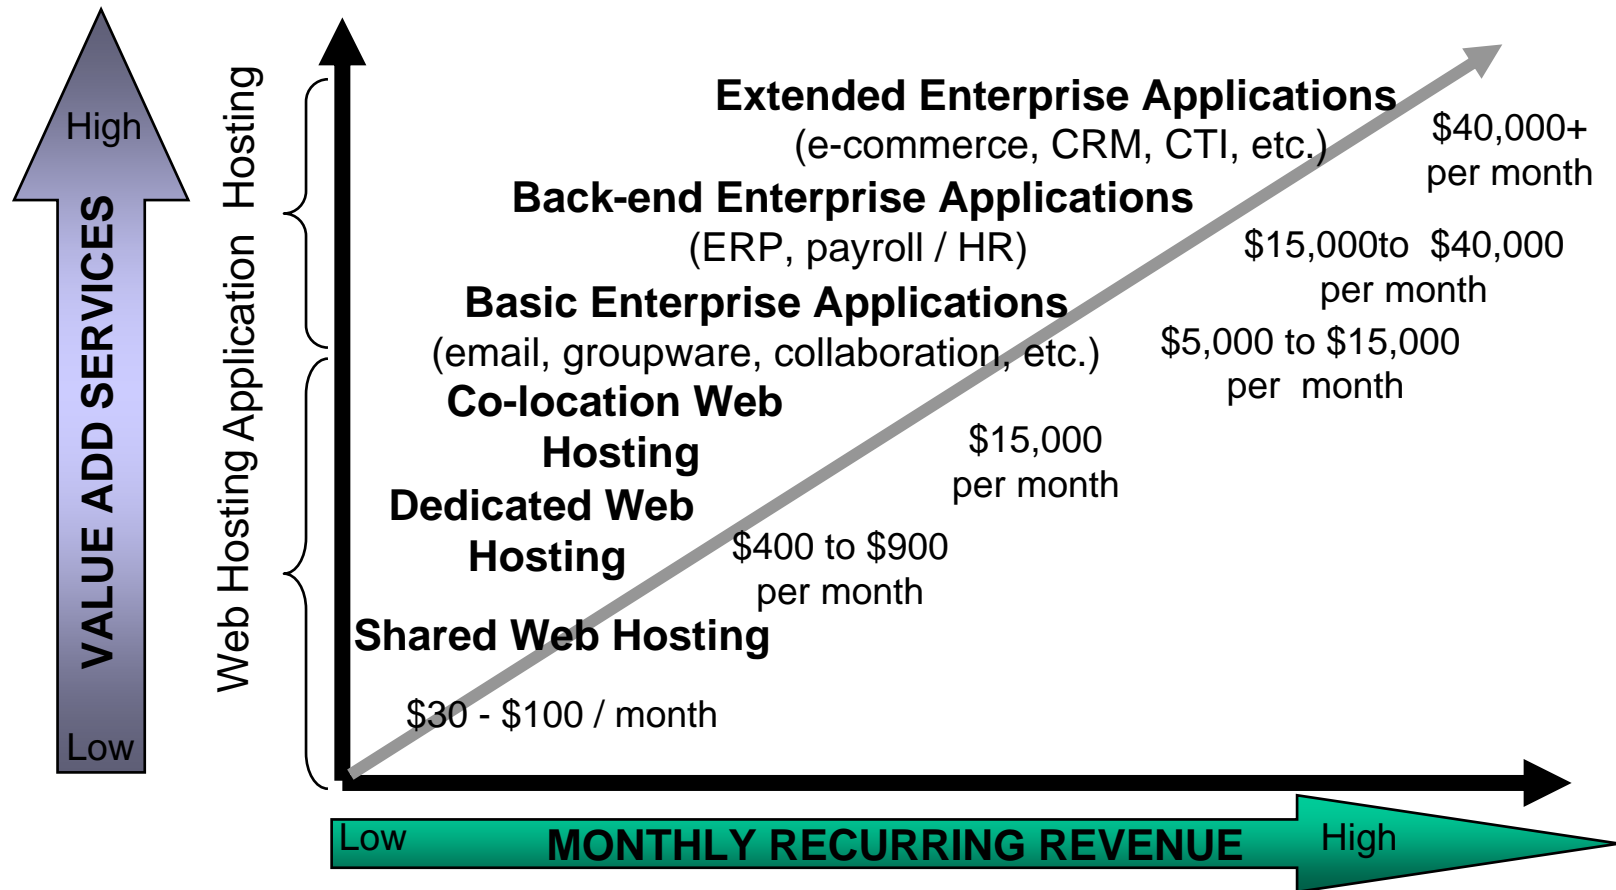 High
VALUE ADD SERVICES
Low
Web Hosting Application  Hosting
Extended Enterprise Applications
(e-commerce, CRM, CTI, etc.)
$40,000+
per month
Back-end Enterprise Applications
(ERP, payroll / HR)
$15,000to  $40,000
per month
Basic Enterprise Applications
(email, groupware, collaboration, etc.)
$5,000 to $15,000
per  month
Co-location Web
Hosting
$15,000
per month
Dedicated Web
Hosting
$400 to $900
per month
Shared Web Hosting
$30 - $100 / month
Low
MONTHLY RECURRING REVENUE
High